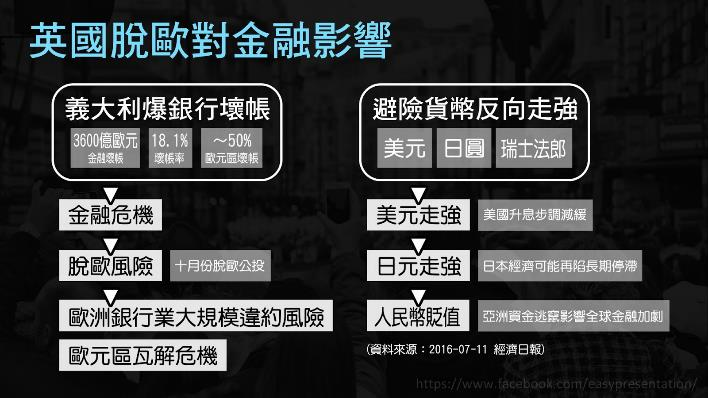 英國脫歐對金融影響
義大利爆銀行壞帳
3600億歐元
金融壞帳
18.1%
壞帳率
～50%
歐元區壞帳
金融危機
脫歐風險
十月份脫歐公投
歐洲銀行業大規模違約風險
歐元區瓦解危機
避險貨幣反向走強
美元
日圓
瑞士法郎
美元走強
美國升息步調減緩
日元走強
日本經濟可能再陷長期停滯
人民幣貶值
亞洲資金逃竄影響全球金融加劇
(資料來源：2016-07-11 經濟日報)
https://www.facebook.com/easypresentation/